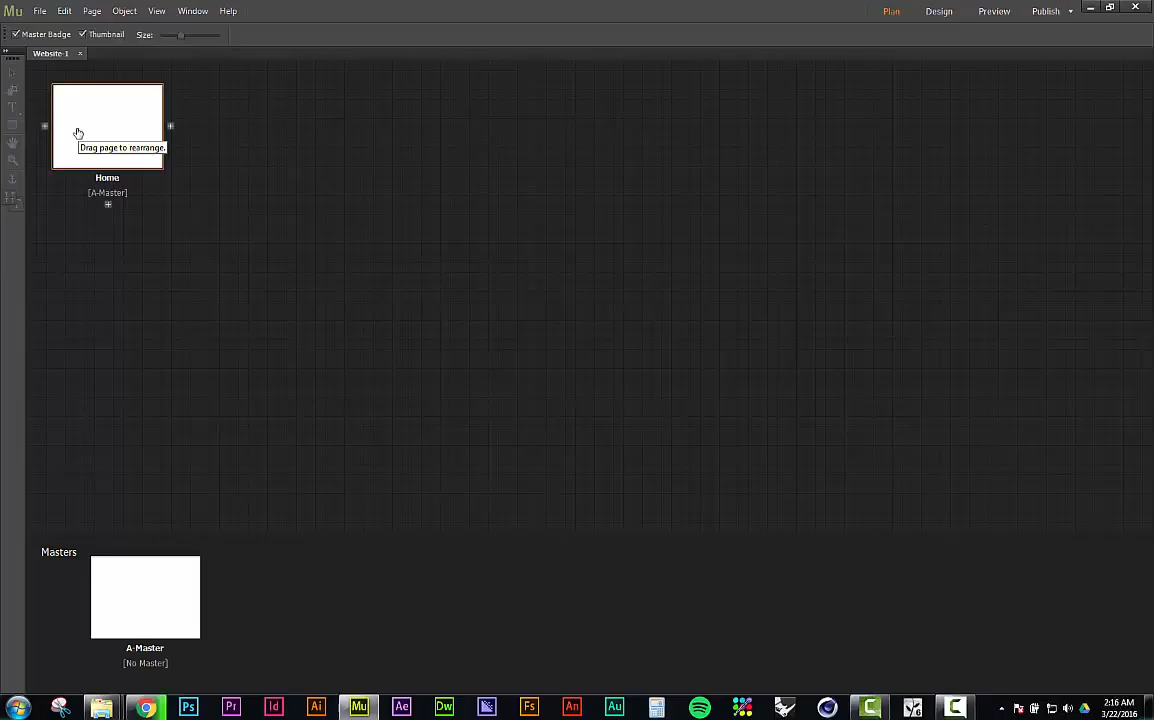 Mu File Edit Page Object View Window Help Plan Design Preview Publish
Master Badge Thumbnail Size:
Website-1 ×
Drag page to rearrange.
Home
[A-Master]
Masters
A-Master
[No Master]
Ps Pr Id Ai Mu Ae Dw Fs An Au
2:16 AM
3/22/2016